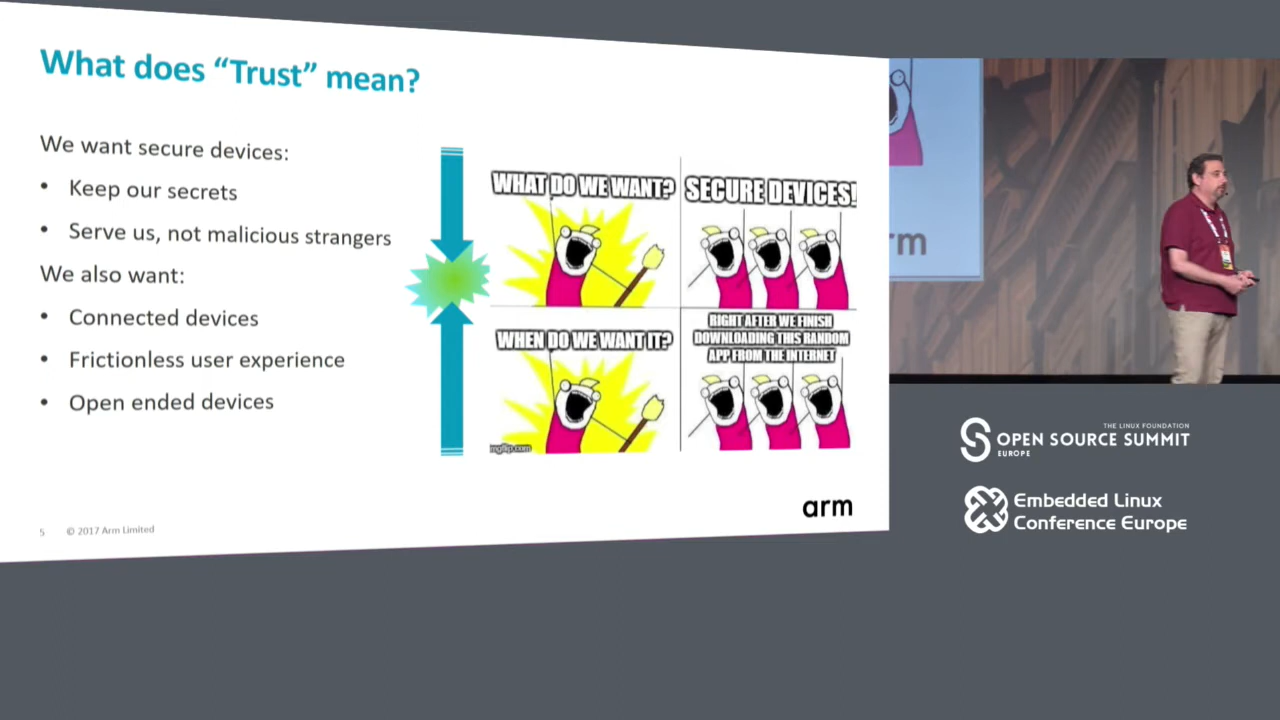 What does “Trust” mean?
We want secure devices:
• Keep our secrets
• Serve us, not malicious strangers
We also want:
• Connected devices
• Frictionless user experience
• Open ended devices
WHAT DO WE WANT?
SECURE DEVICES!
WHEN DO WE WANT IT?
RIGHT AFTER WE FINISH
DOWNLOADING THIS RANDOM
APP FROM THE INTERNET
imgflip.com
arm
5 © 2017 Arm Limited
rm
THE LINUX FOUNDATION
OPEN SOURCE SUMMIT
EUROPE
Embedded Linux
Conference Europe